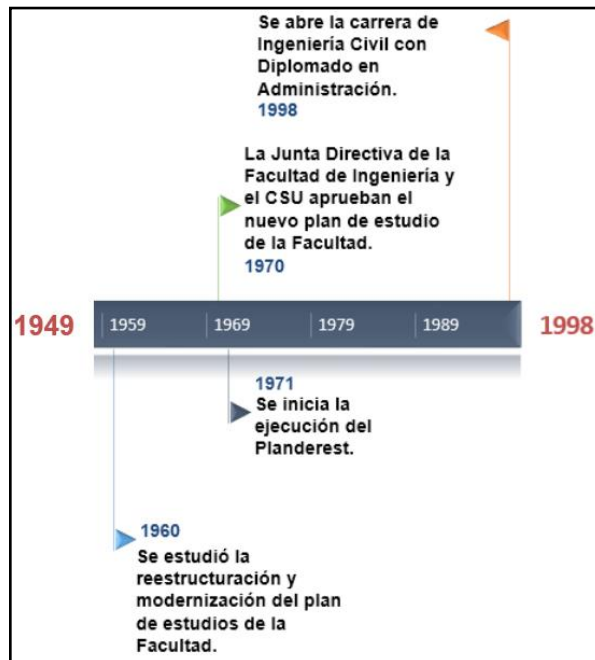 Se abre la carrera de
Ingeniería Civil con
Diplomado en
Administración.
1998
La Junta Directiva de la
Facultad de Ingeniería y
el CSU aprueban el
nuevo plan de estudio
de la Facultad.
1970
1949
1959
1969
1979
1989
1998
1971
Se inicia la
ejecución del
Planderest.
1960
Se estudió la
reestructuración y
modernización del plan
de estudios de la
Facultad.